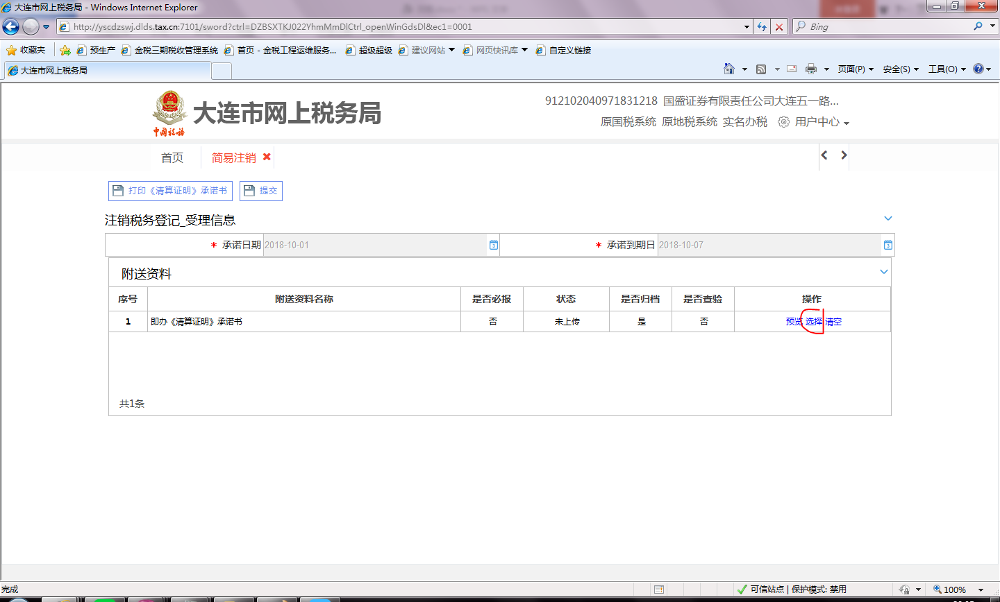 大连市网上税务局 - Windows Internet Explorer
http://yscdzswj.dlds.tax.cn:7101/sword?ctrl=DZBSXTKJ022YhmMmDlCtrl_openWinGdsDl&ec1=0001
Bing
收藏夹 预生产 金税三期税收管理系统 首页 - 金税工程运维服务... 超级超级 建议网站 网页快讯库 自定义链接
大连市网上税务局
页面(P) 安全(S) 工具(O)
中国税务
大连市网上税务局
912102040971831218 国盛证券有限责任公司大连五一路...
原国税系统 原地税系统 实名办税 用户中心
首页 简易注销
打印《清算证明》承诺书 提交
注销税务登记_受理信息
* 承诺日期 2018-10-01 * 承诺到期日 2018-10-07
附送资料
序号 附送资料名称 是否必报 状态 是否归档 是否查验 操作
1 即办《清算证明》承诺书 否 未上传 是 否 预览 选择 清空
共1条
完成 可信站点 | 保护模式: 禁用 100%